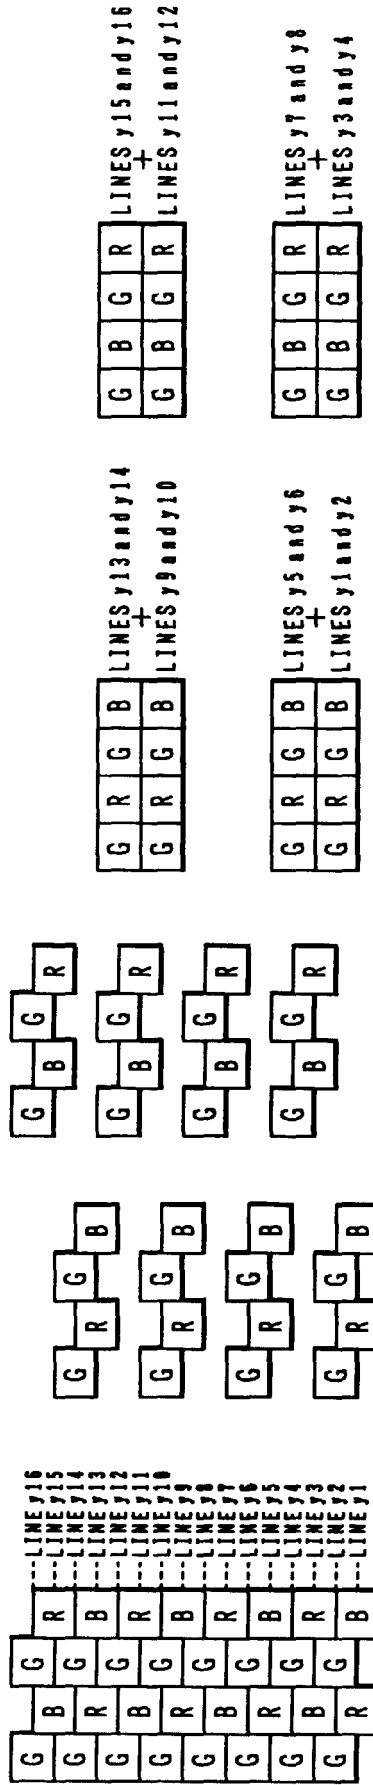 G G ---LINE y16
B R ---LINE y15
G G ---LINE y14
R B ---LINE y13
G G ---LINE y12
B R ---LINE y11
G G ---LINE y10
R B ---LINE y9
G G ---LINE y8
B R ---LINE y7
G G ---LINE y6
R B ---LINE y5
G G ---LINE y4
B R ---LINE y3
G G ---LINE y2
R B ---LINE y1
G G
R B
G G
R B
G G
R B
G G
R B
G G
B R
G G
B R
G G
B R
G G
B R
G R G B LINES y13 and y14
+
G R G B LINES y9 and y10
G R G B LINES y5 and y6
+
G R G B LINES y1 and y2
G B G R LINES y15 and y16
+
G B G R LINES y11 and y12
G B G R LINES y7 and y8
+
G B G R LINES y3 and y4